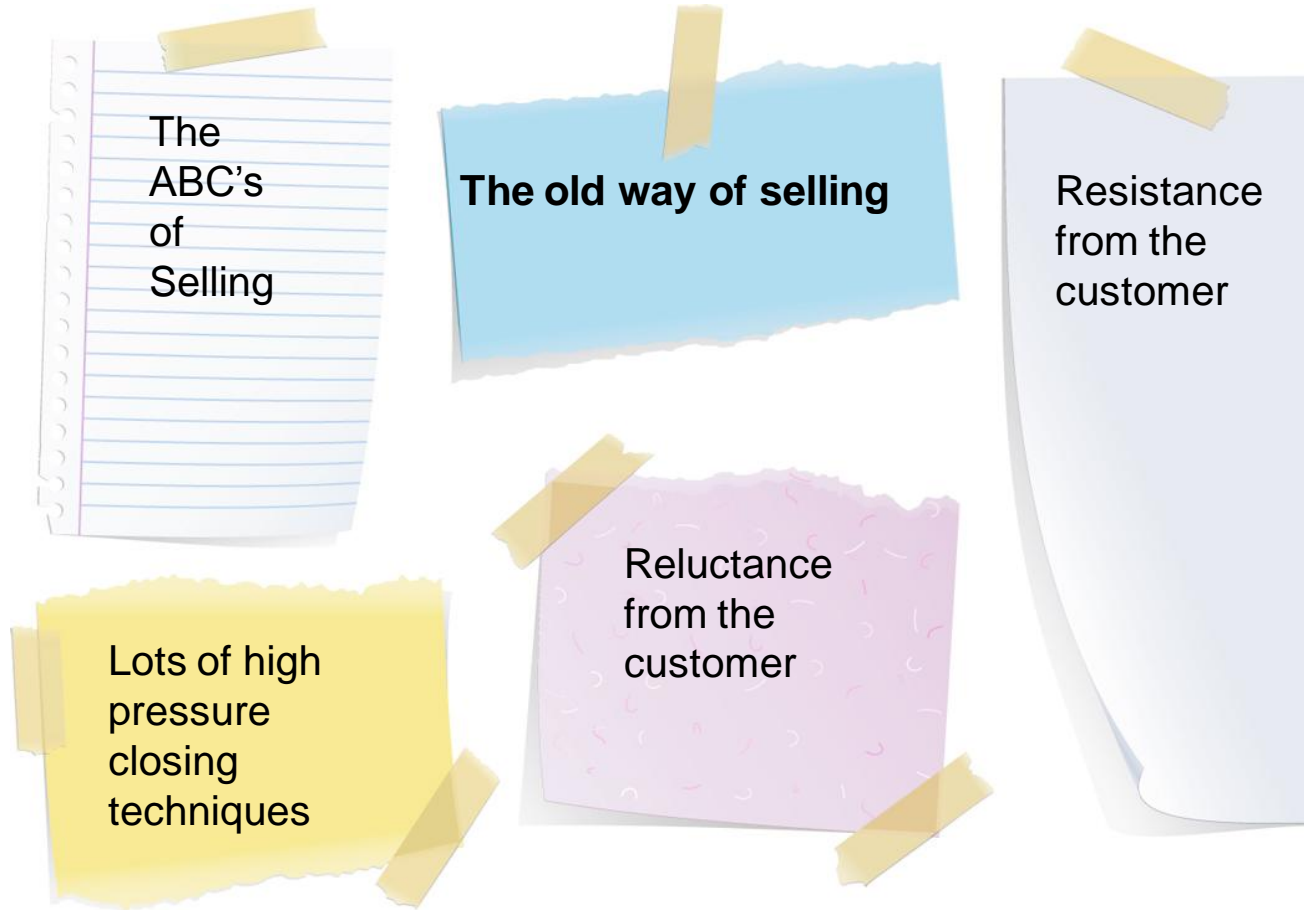 The
ABC’s
of
Selling
The old way of selling
Resistance
from the
customer
Lots of high
pressure
closing
techniques
Reluctance
from the
customer